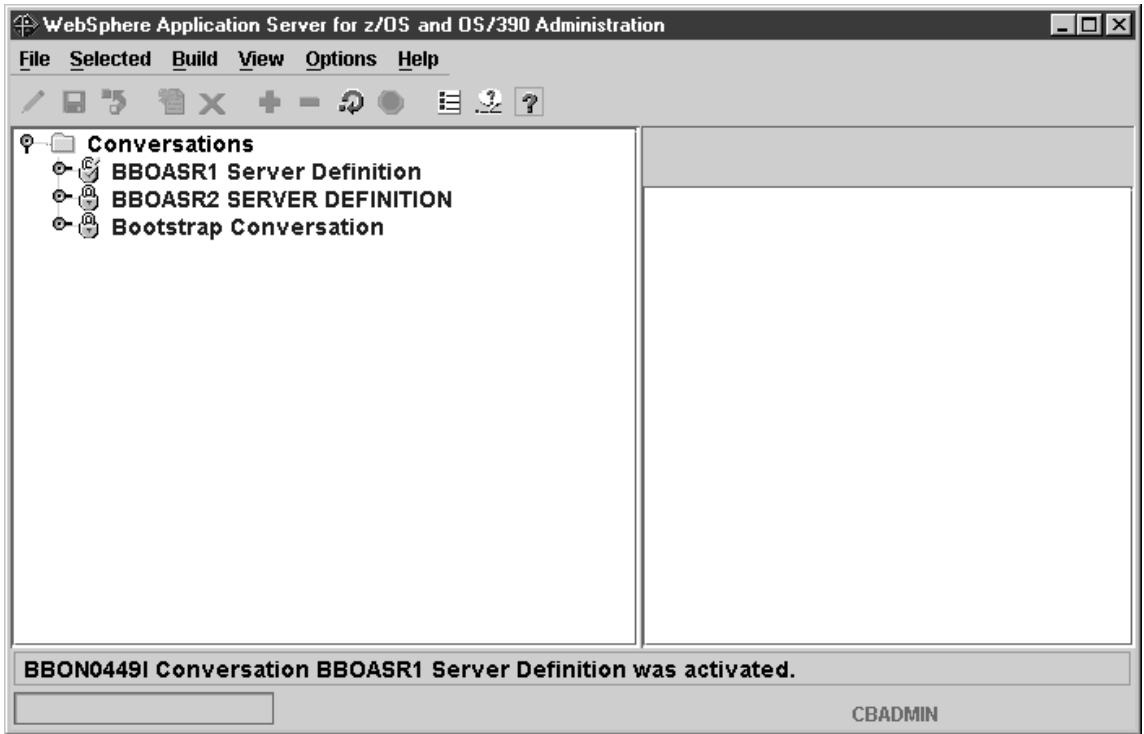 WebSphere Application Server for z/OS and OS/390 Administration
File Selected Build View Options Help
Conversations
BBOASR1 Server Definition
BBOASR2 SERVER DEFINITION
Bootstrap Conversation
BBON0449I Conversation BBOASR1 Server Definition was activated.
CBADMIN